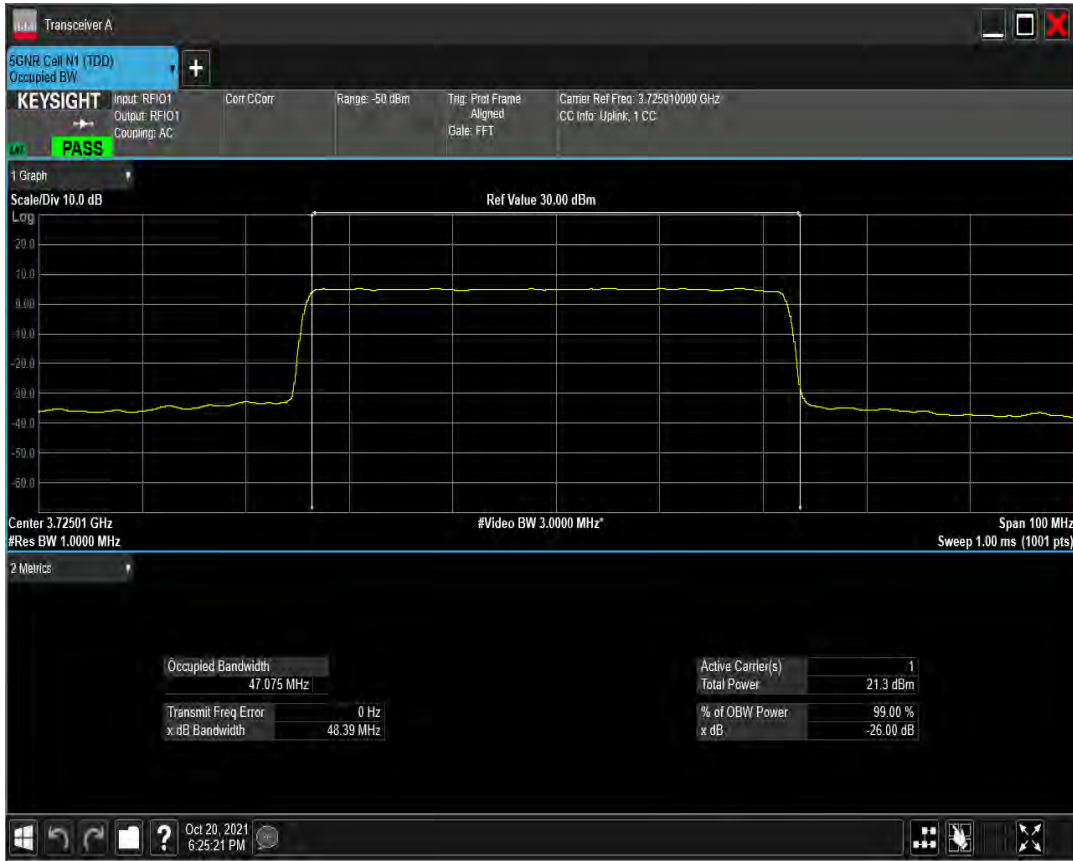 Transceiver A
5GNR Cell N1 (TDD)
Occupied BW
+
KEYSIGHT
Input: RFIO1
Output: RFIO1
Coupling: AC
Corr CCorr
Range: -50 dBm
Trig: Prot Frame
Aligned
Gate: FFT
Carrier Ref Freq: 3.725010000 GHz
CC Info: Uplink, 1 CC
PASS
1 Graph
Scale/Div 10.0 dB
Ref Value 30.00 dBm
Log
20.0
10.0
0.00
-10.0
-20.0
-30.0
-40.0
-50.0
-60.0
Center 3.72501 GHz
#Video BW 3.0000 MHz*
Span 100 MHz
#Res BW 1.0000 MHz
Sweep 1.00 ms (1001 pts)
2 Metrics
Occupied Bandwidth
47.075 MHz
Transmit Freq Error 0 Hz
x dB Bandwidth 48.39 MHz
Active Carrier(s) 1
Total Power 21.3 dBm
% of OBW Power 99.00 %
x dB -26.00 dB
?
Oct 20, 2021
6:25:21 PM